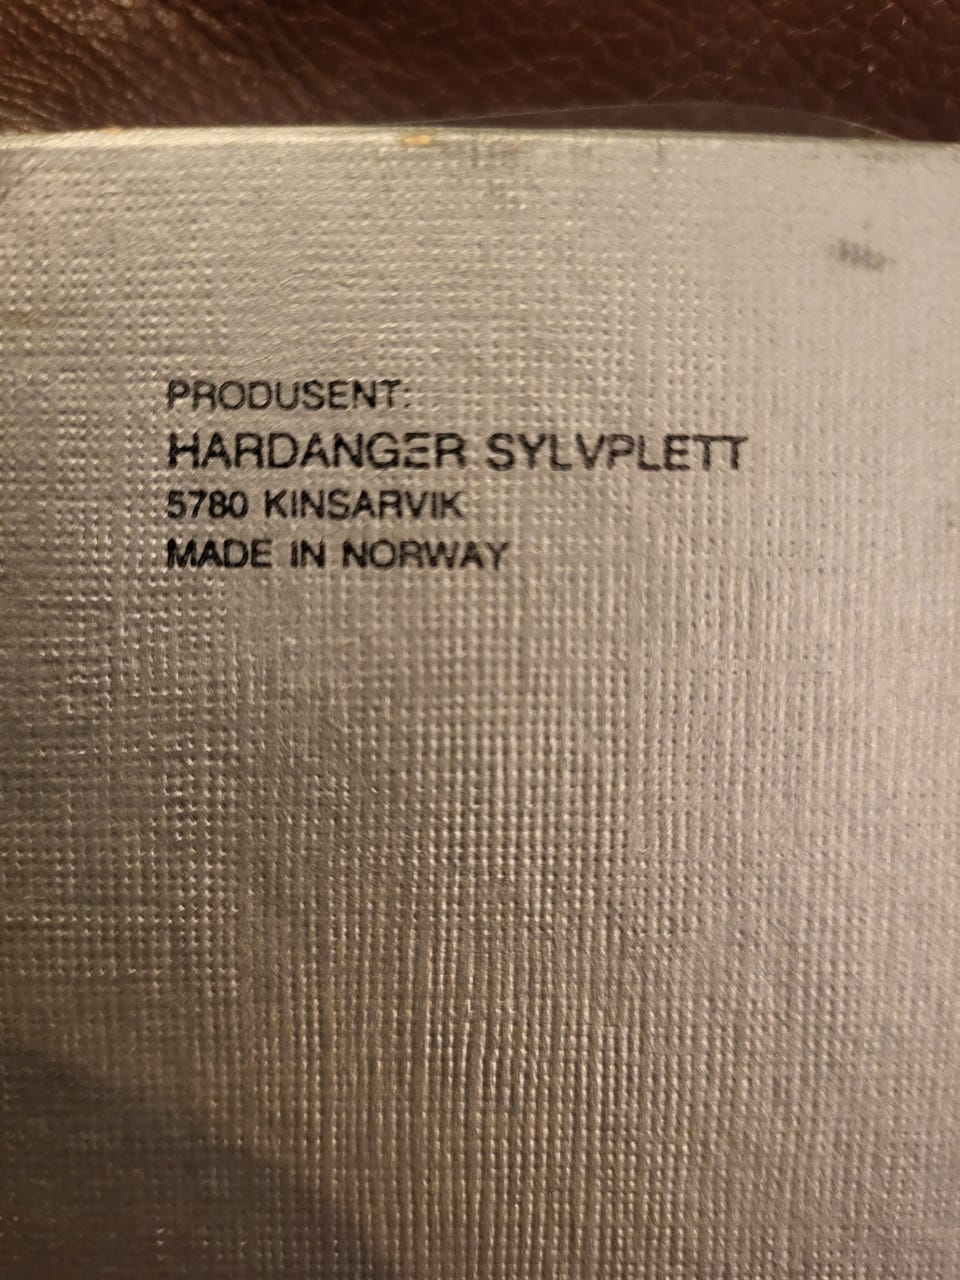 PRODUSENT:
HARDANGER SYLVPLETT
5780 KINSARVIK
MADE IN NORWAY